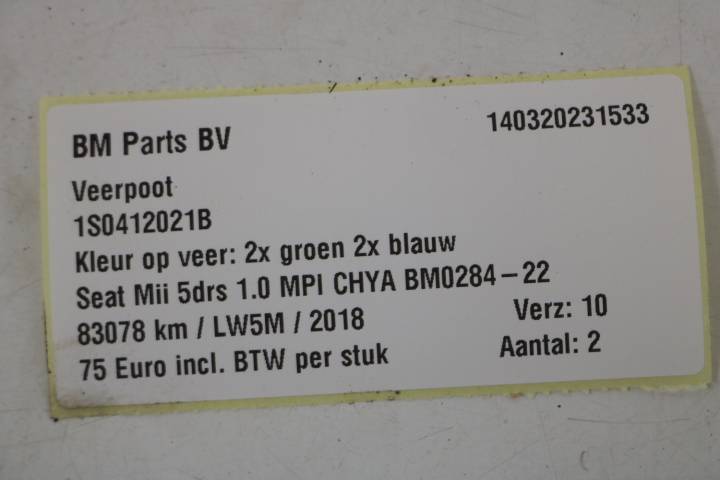 BM Parts BV
140320231533
Veerpoot
1S0412021B
Kleur op veer: 2x groen 2x blauw
Seat Mii 5drs 1.0 MPI CHYA BM0284-22
83078 km / LW5M / 2018
Verz: 10
75 Euro incl. BTW per stuk
Aantal: 2